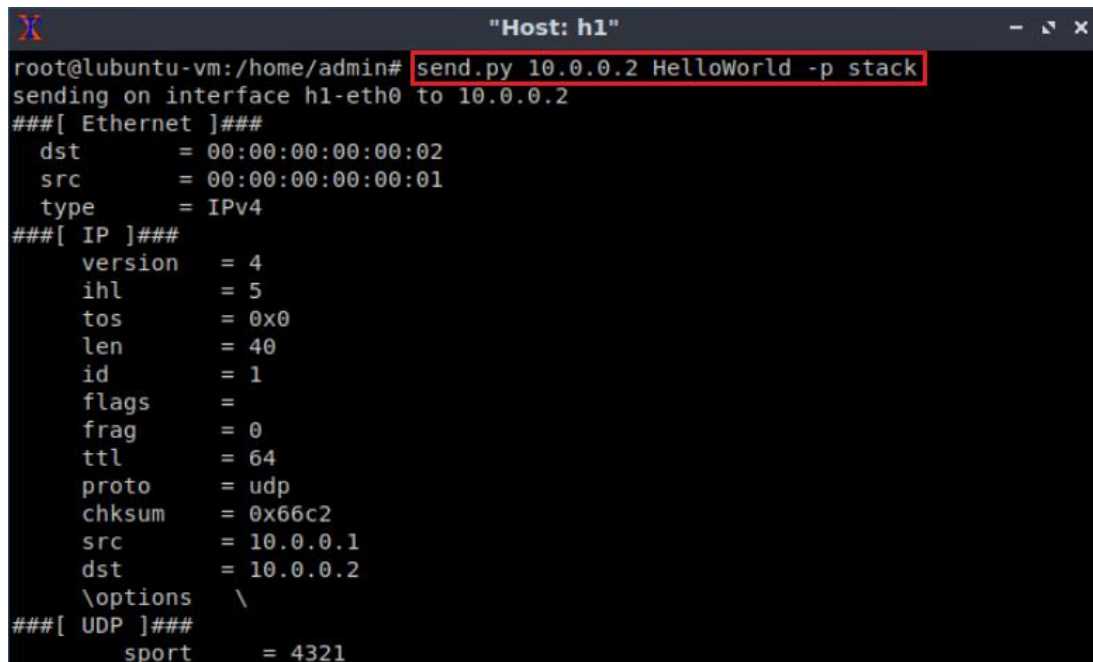 "Host: h1"
root@lubuntu-vm:/home/admin# send.py 10.0.0.2 HelloWorld -p stack
sending on interface h1-eth0 to 10.0.0.2
###[ Ethernet ]###
  dst       = 00:00:00:00:00:02
  src       = 00:00:00:00:00:01
  type      = IPv4
###[ IP ]###
     version   = 4
     ihl       = 5
     tos       = 0x0
     len       = 40
     id        = 1
     flags     =
     frag      = 0
     ttl       = 64
     proto     = udp
     chksum    = 0x66c2
     src       = 10.0.0.1
     dst       = 10.0.0.2
     \options   \
###[ UDP ]###
        sport     = 4321